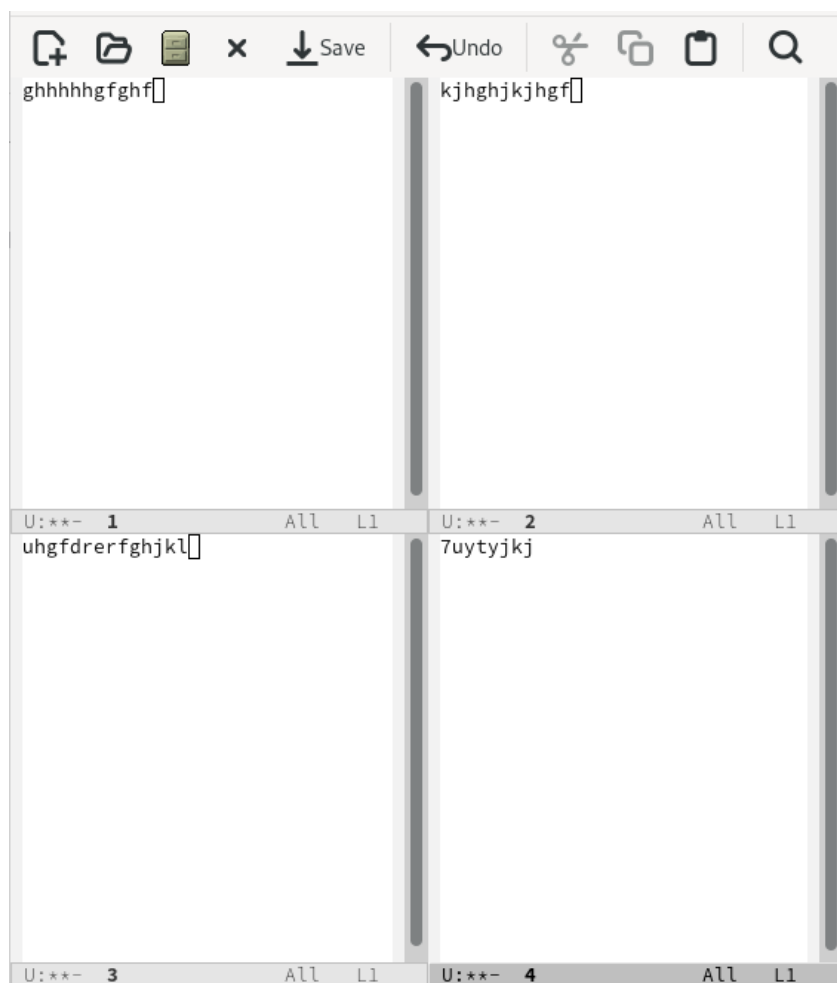 Save Undo
ghhhhhgfghf
kjhghjkjhgf
U:**- 1 All L1
U:**- 2 All L1
uhgfdrerfghjkl
7uytyjkj
U:**- 3 All L1
U:**- 4 All L1